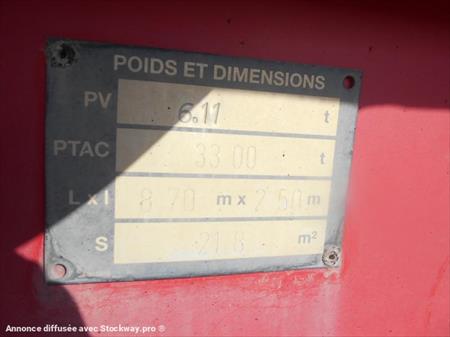 POIDS ET DIMENSIONS
PV 6.11 t
PTAC 33 00 t
L x l 8 70 m x 2 50 m
S 21.8 m²
Annonce diffusée avec Stockway.pro ®